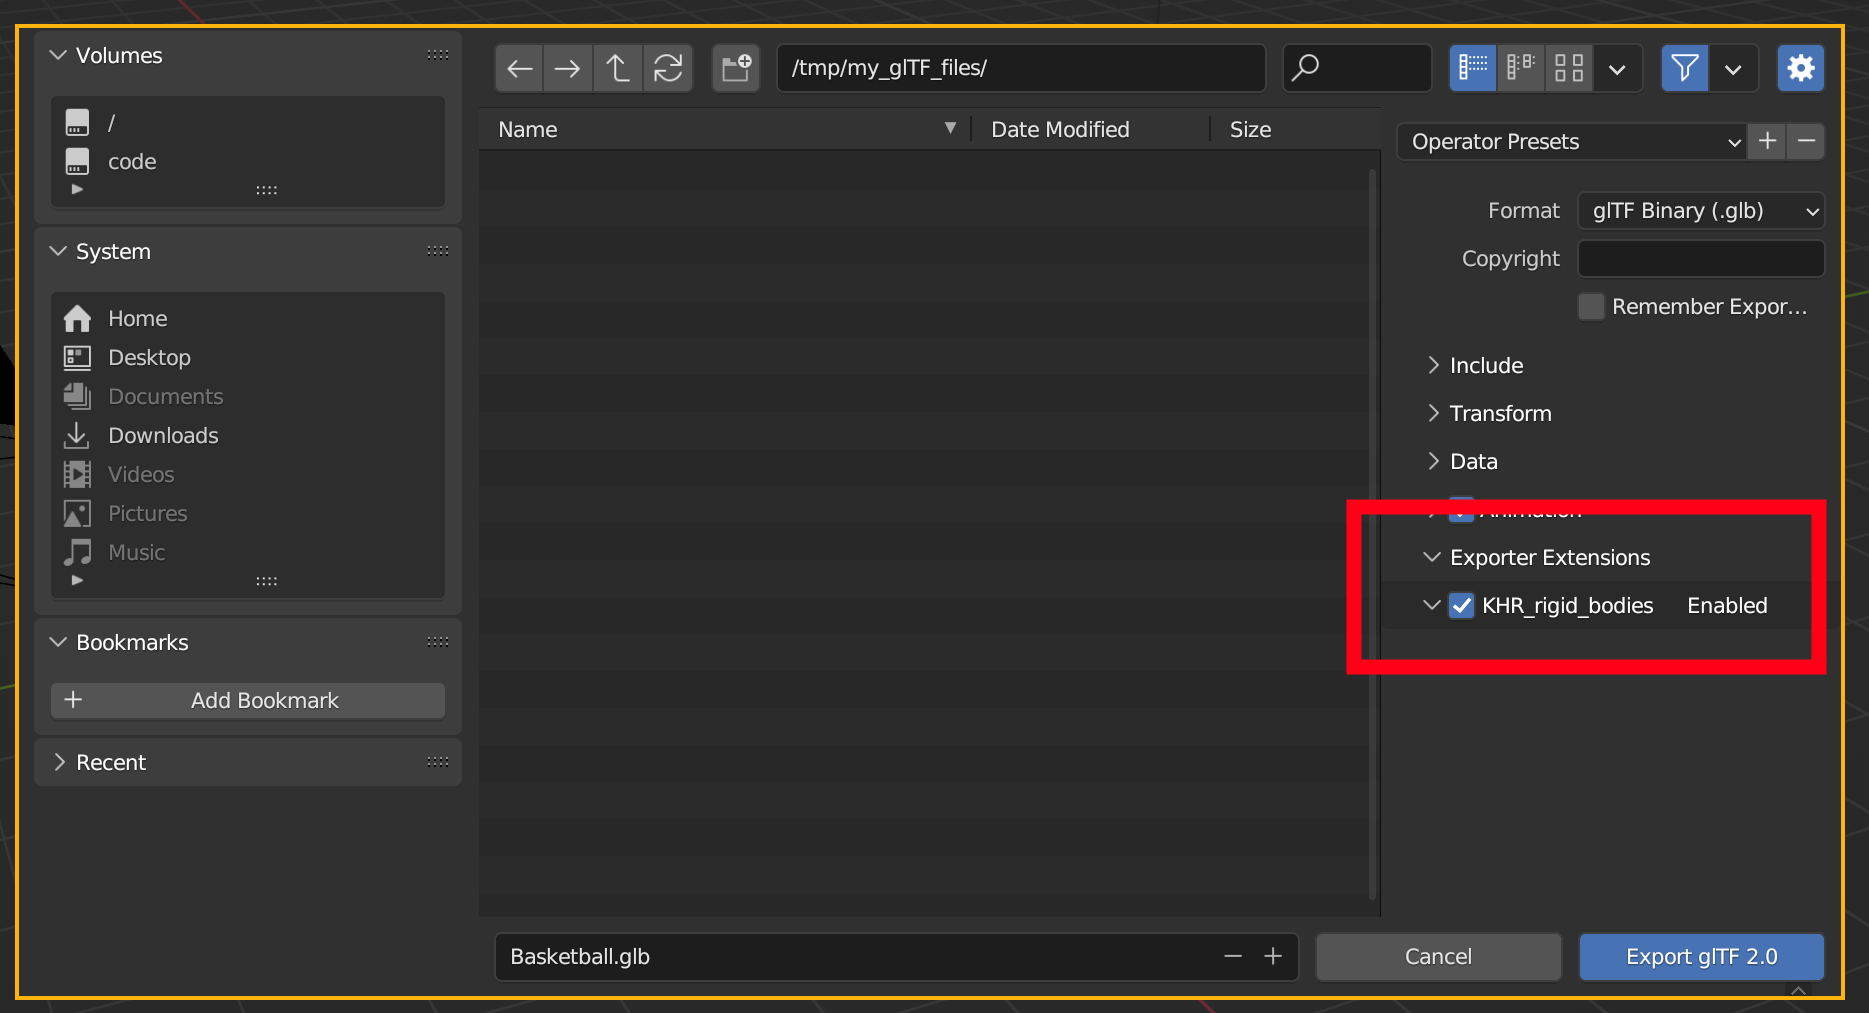 Volumes
/
code
System
Home
Desktop
Documents
Downloads
Videos
Pictures
Music
Bookmarks
Add Bookmark
Recent
/tmp/my_glTF_files/
Name
Date Modified
Size
Operator Presets
Format
glTF Binary (.glb)
Copyright
Remember Expor…
Include
Transform
Data
Animation
Exporter Extensions
KHR_rigid_bodies
Enabled
Basketball.glb
Cancel
Export glTF 2.0